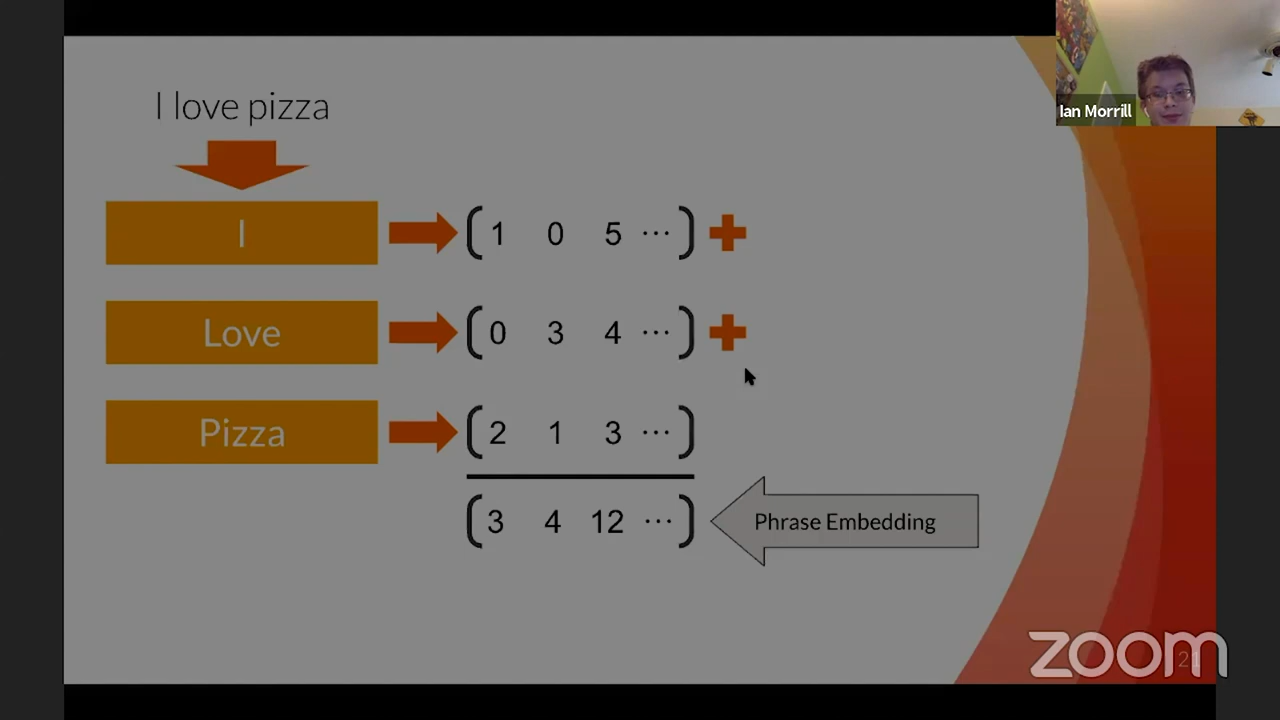 Ian Morrill
I love pizza
I
( 1 0 5 ⋯ ) +
Love
( 0 3 4 ⋯ ) +
Pizza
( 2 1 3 ⋯ )
( 3 4 12 ⋯ )
Phrase Embedding
zoom
21